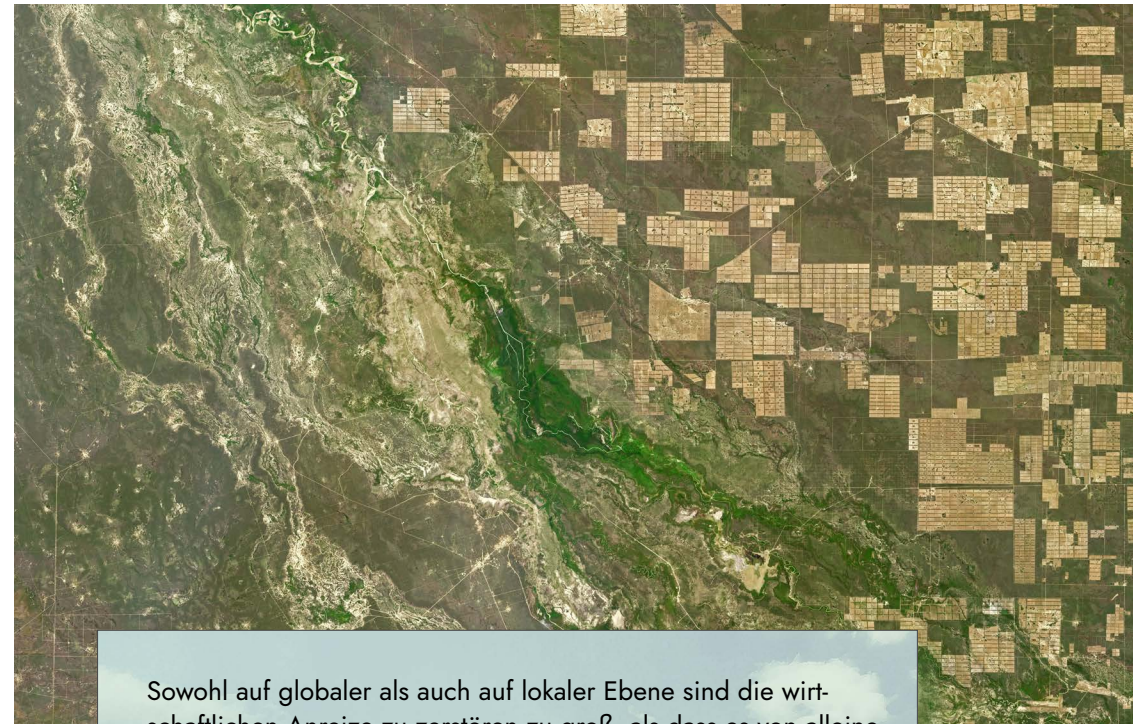 Sowohl auf globaler als auch auf lokaler Ebene sind die wirt-
schaftlichen Anreize zu zerstören zu groß, als dass es von alleine